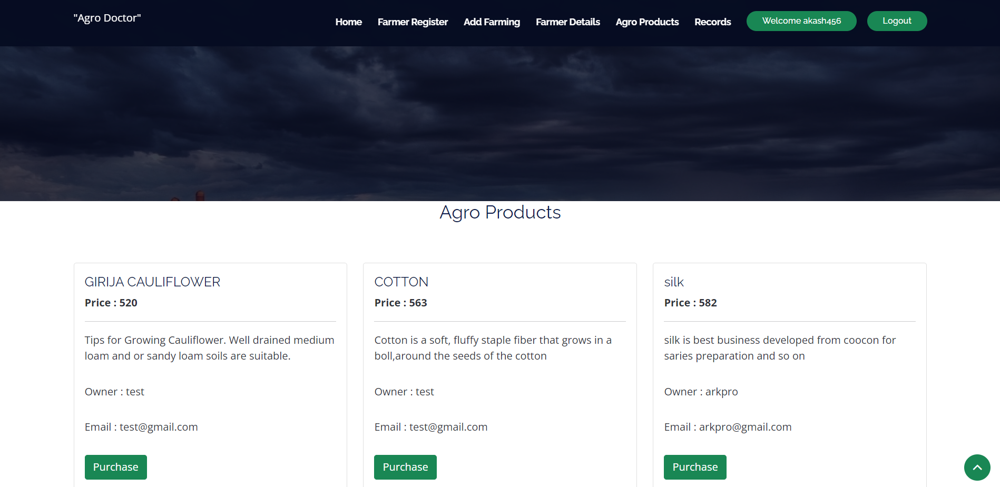 "Agro Doctor"
Home Farmer Register Add Farming Farmer Details Agro Products Records Welcome akash456 Logout
Agro Products
GIRIJA CAULIFLOWER
Price : 520
Tips for Growing Cauliflower. Well drained medium
loam and or sandy loam soils are suitable.
Owner : test
Email : test@gmail.com
Purchase
COTTON
Price : 563
Cotton is a soft, fluffy staple fiber that grows in a
boll,around the seeds of the cotton
Owner : test
Email : test@gmail.com
Purchase
silk
Price : 582
silk is best business developed from coocon for
saries preparation and so on
Owner : arkpro
Email : arkpro@gmail.com
Purchase